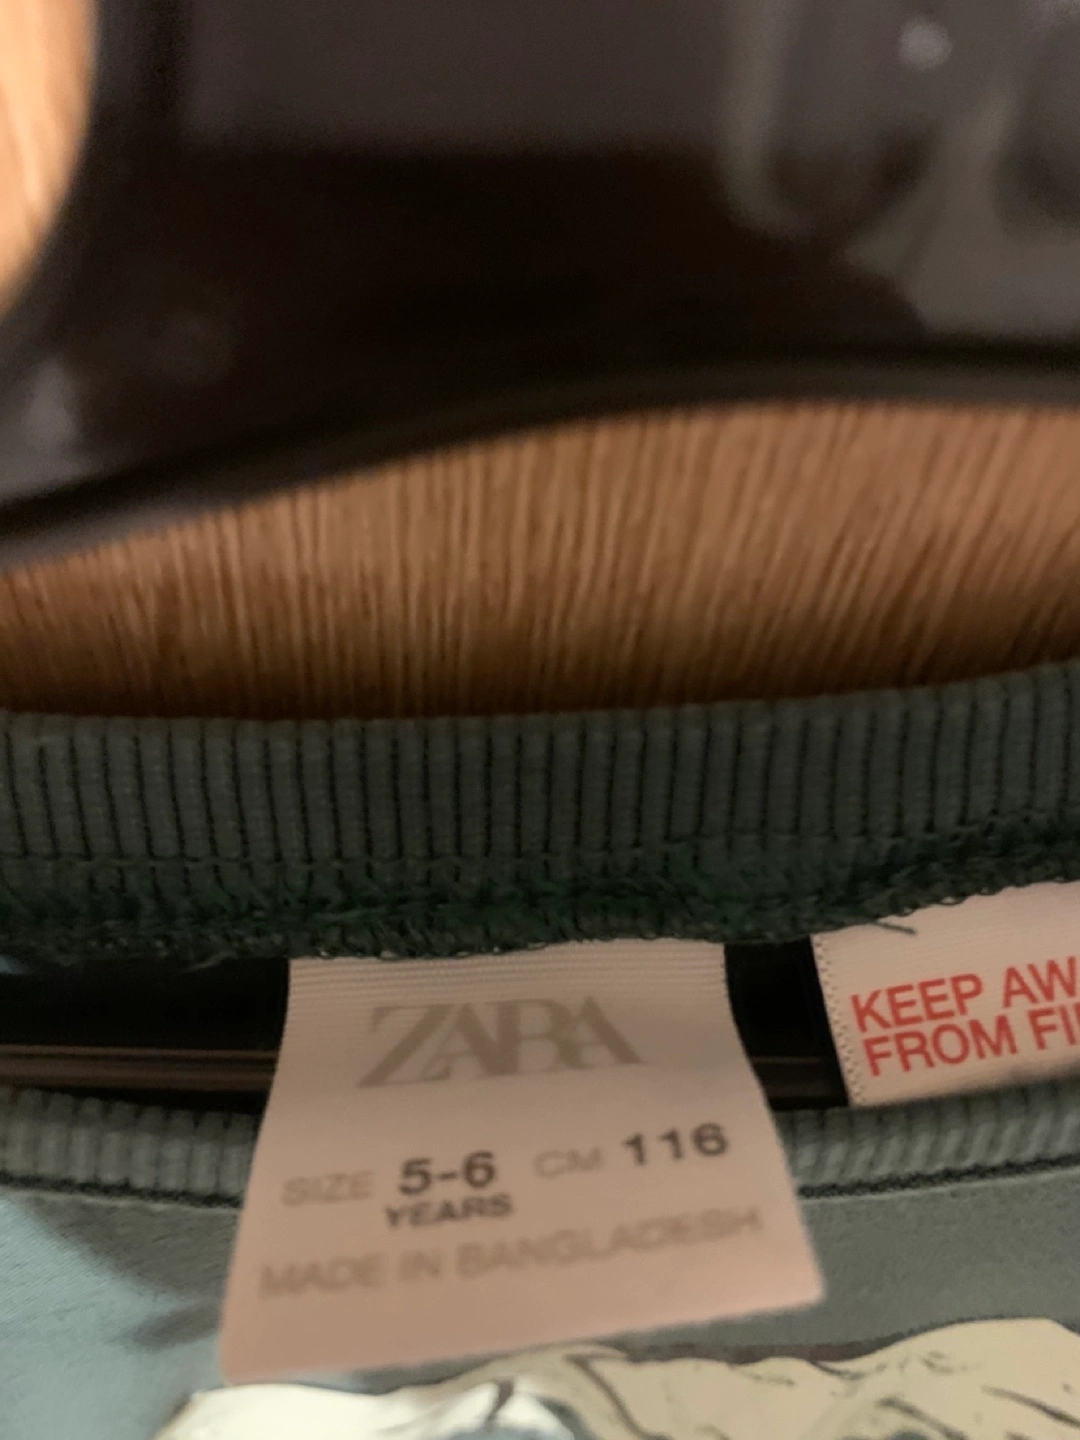 ZARA
SIZE 5-6 CM 116
YEARS
MADE IN BANGLADESH
KEEP AW
FROM FI